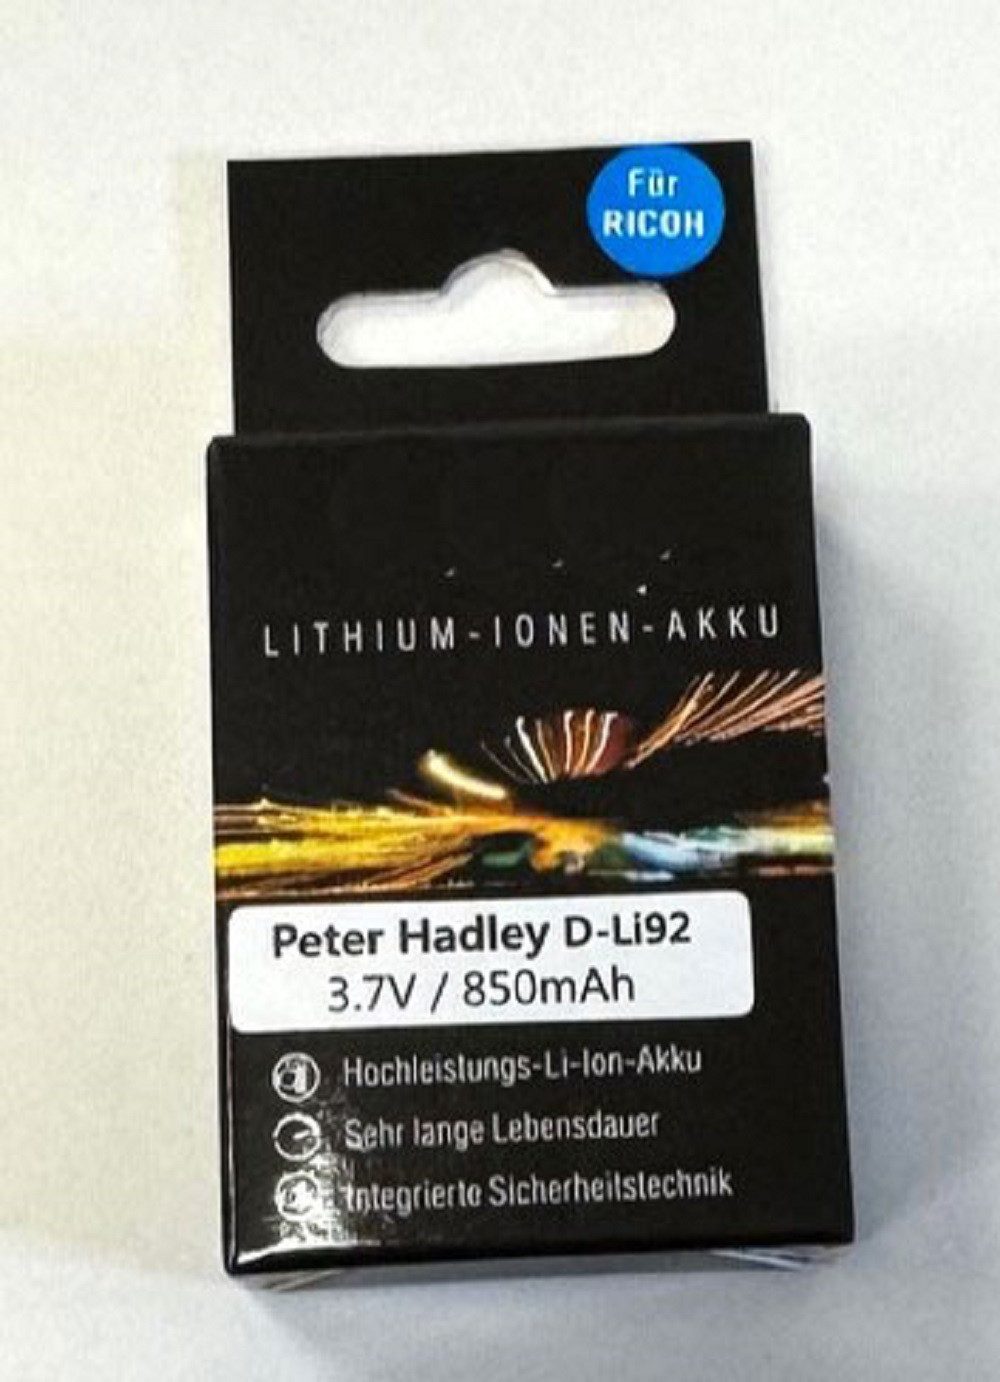 Für
RICOH
LITHIUM-IONEN-AKKU
Peter Hadley D-Li92
3.7V / 850mAh
Hochleistungs-Li-Ion-Akku
Sehr lange Lebensdauer
Integrierte Sicherheitstechnik